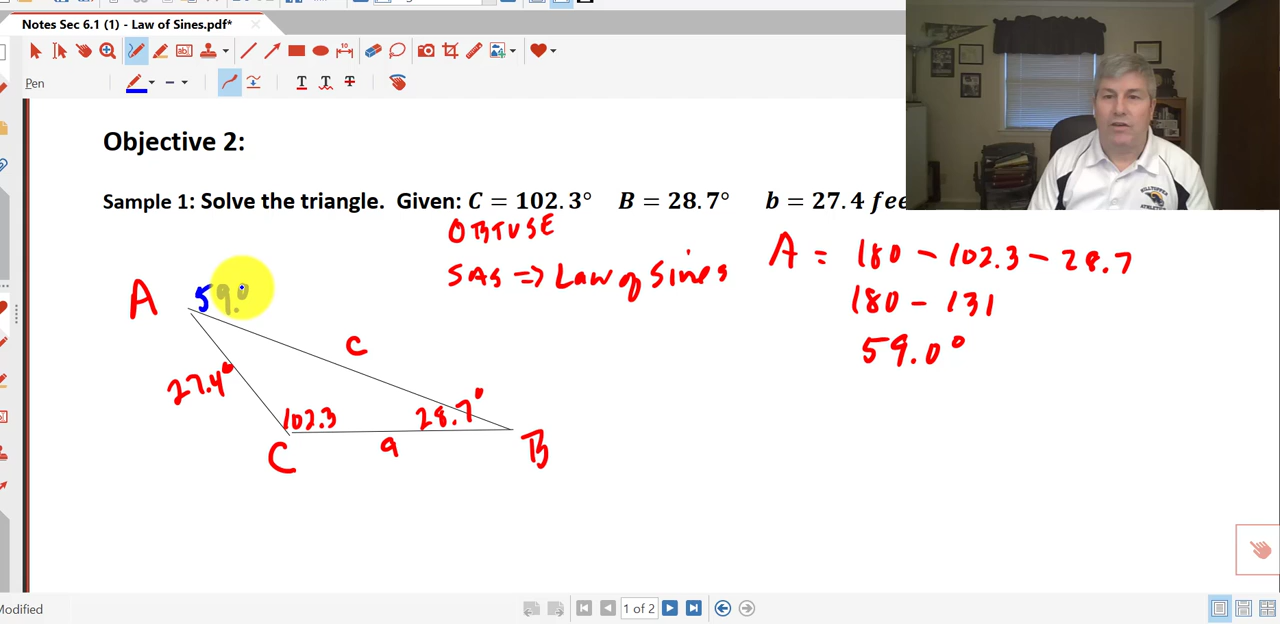 Notes Sec 6.1 (1) - Law of Sines.pdf*
Pen
Objective 2:
Sample 1: Solve the triangle. Given: C = 102.3° B = 28.7° b = 27.4 fee
OBTUSE
SAS => Law of Sines
A = 180 - 102.3 - 28.7
180 - 131
59.0°
A 59.0
C
27.4°
102.3 28.7°
C a B
Modified
1 of 2